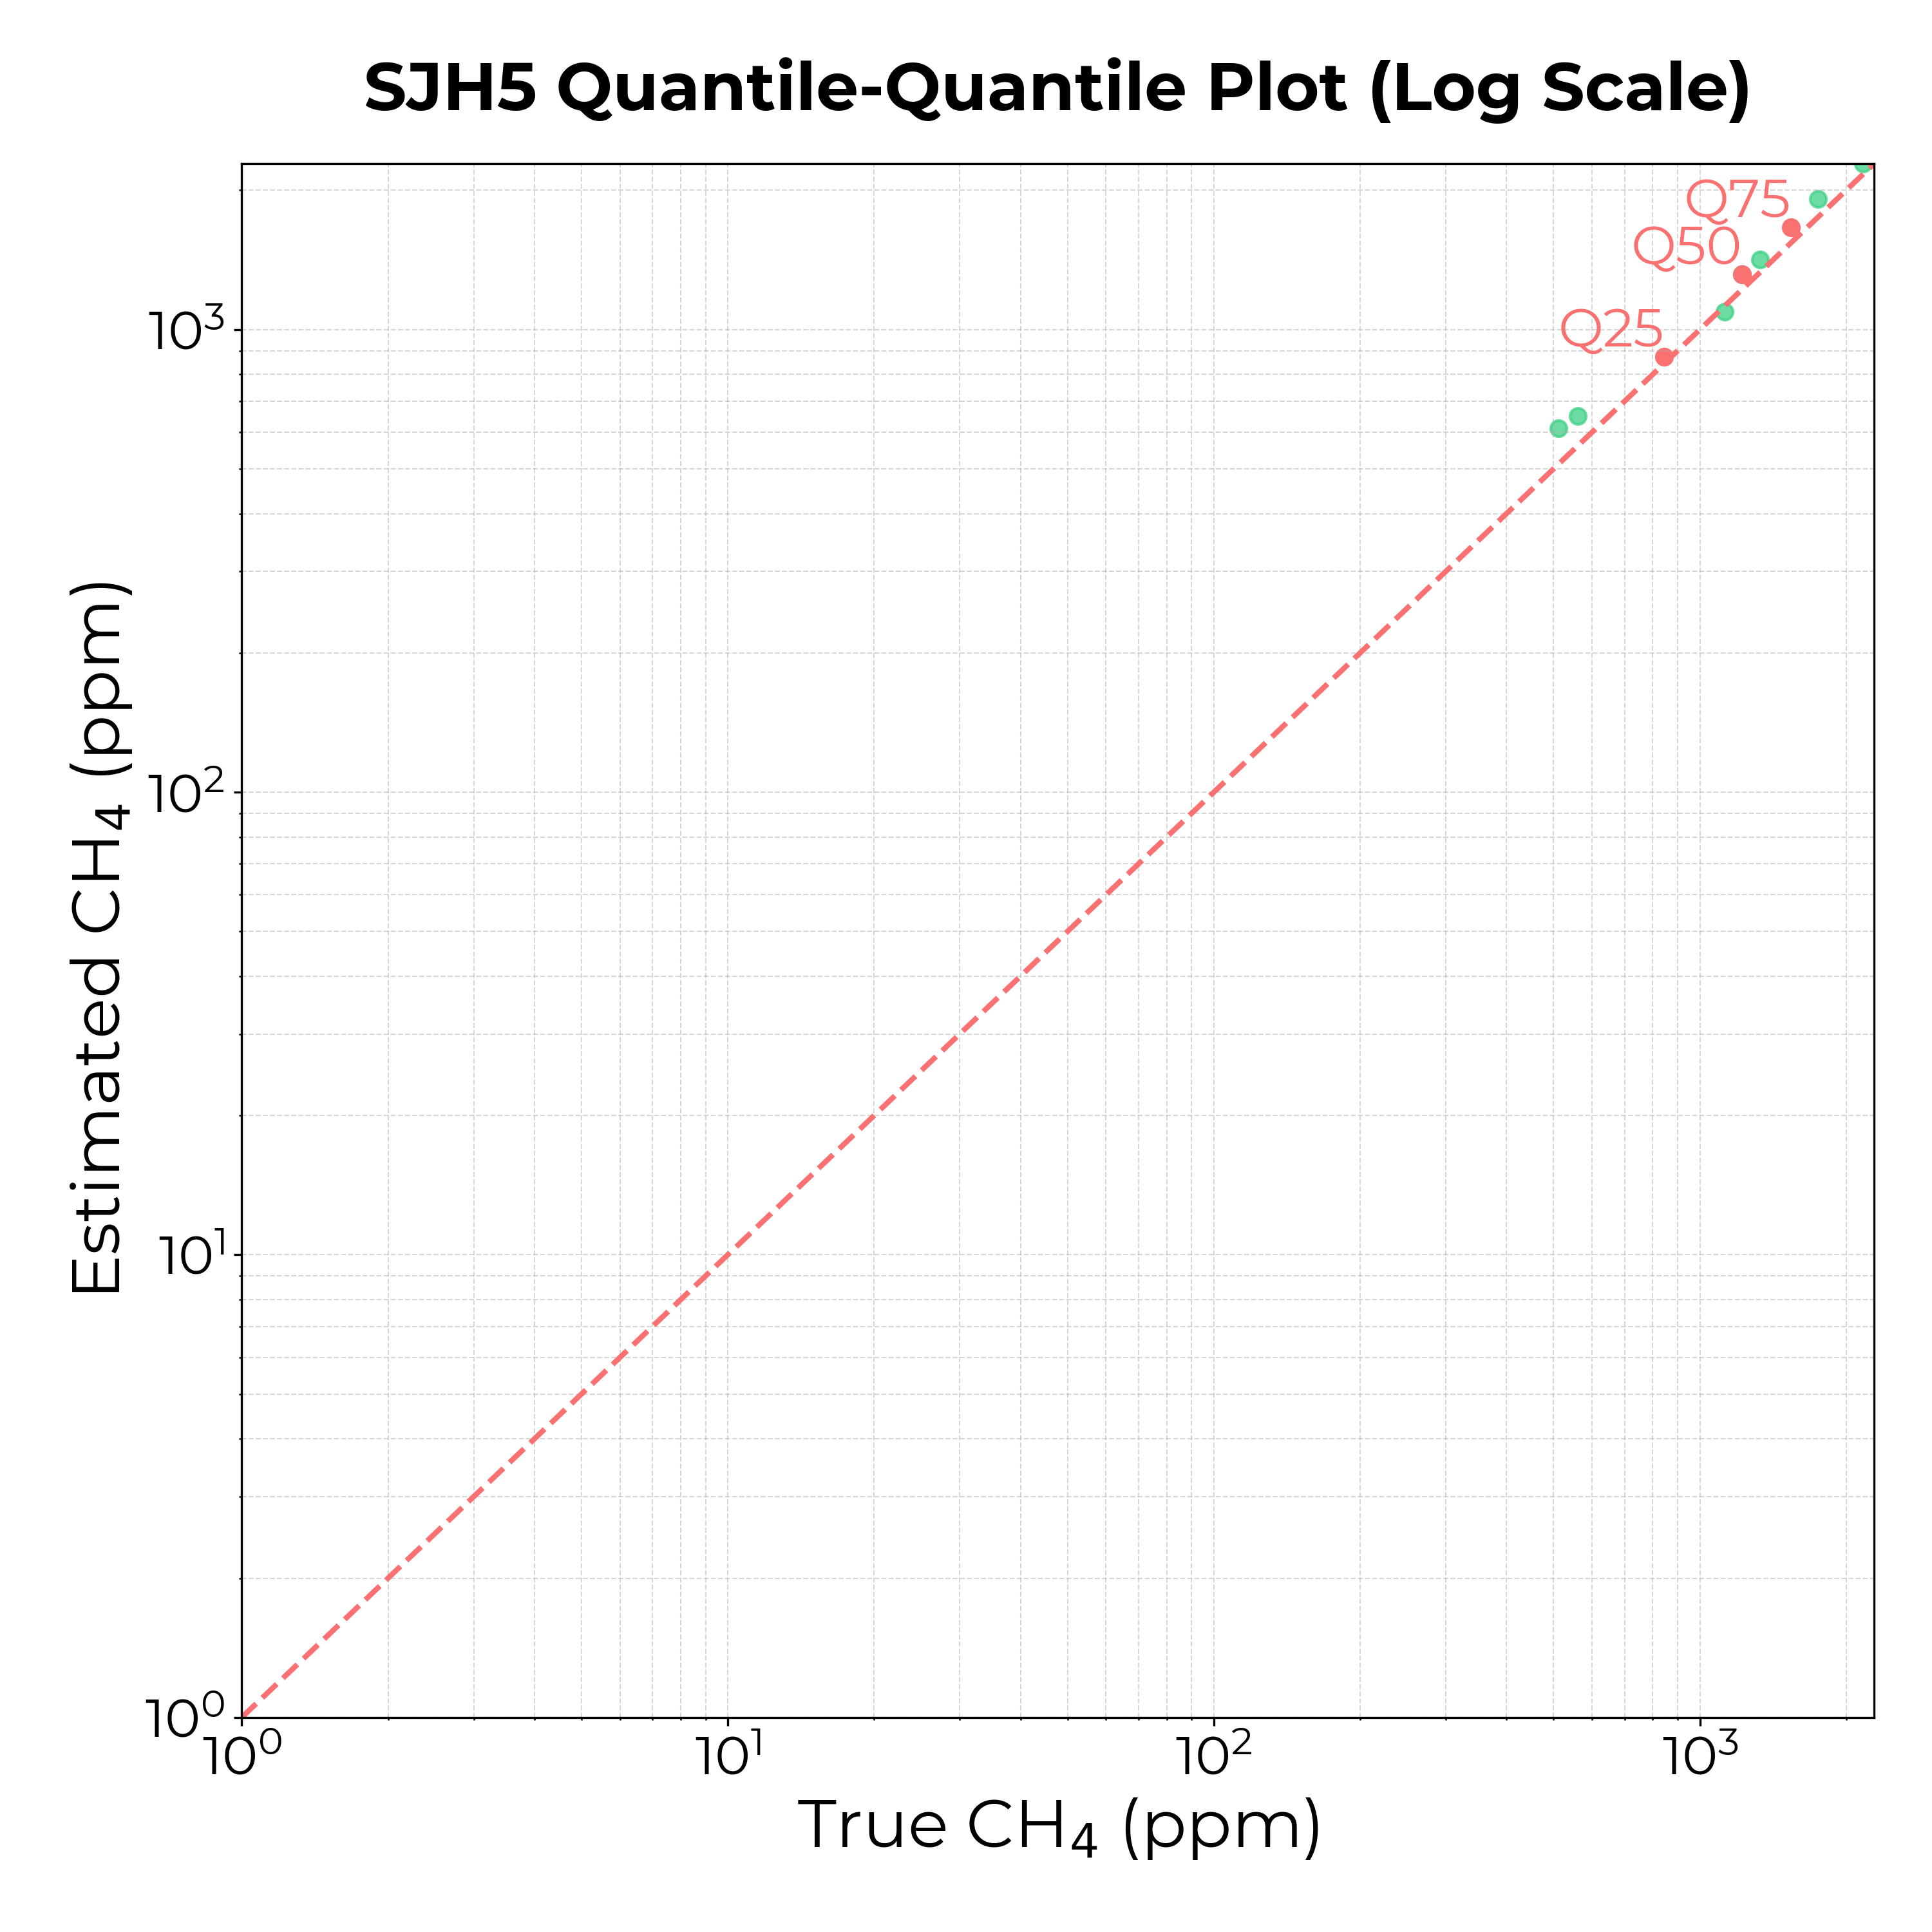 SJH5 Quantile-Quantile Plot (Log Scale)
Q75
Q50
Q25
10³
10²
10¹
10⁰
Estimated CH₄ (ppm)
10⁰ 10¹ 10² 10³
True CH₄ (ppm)